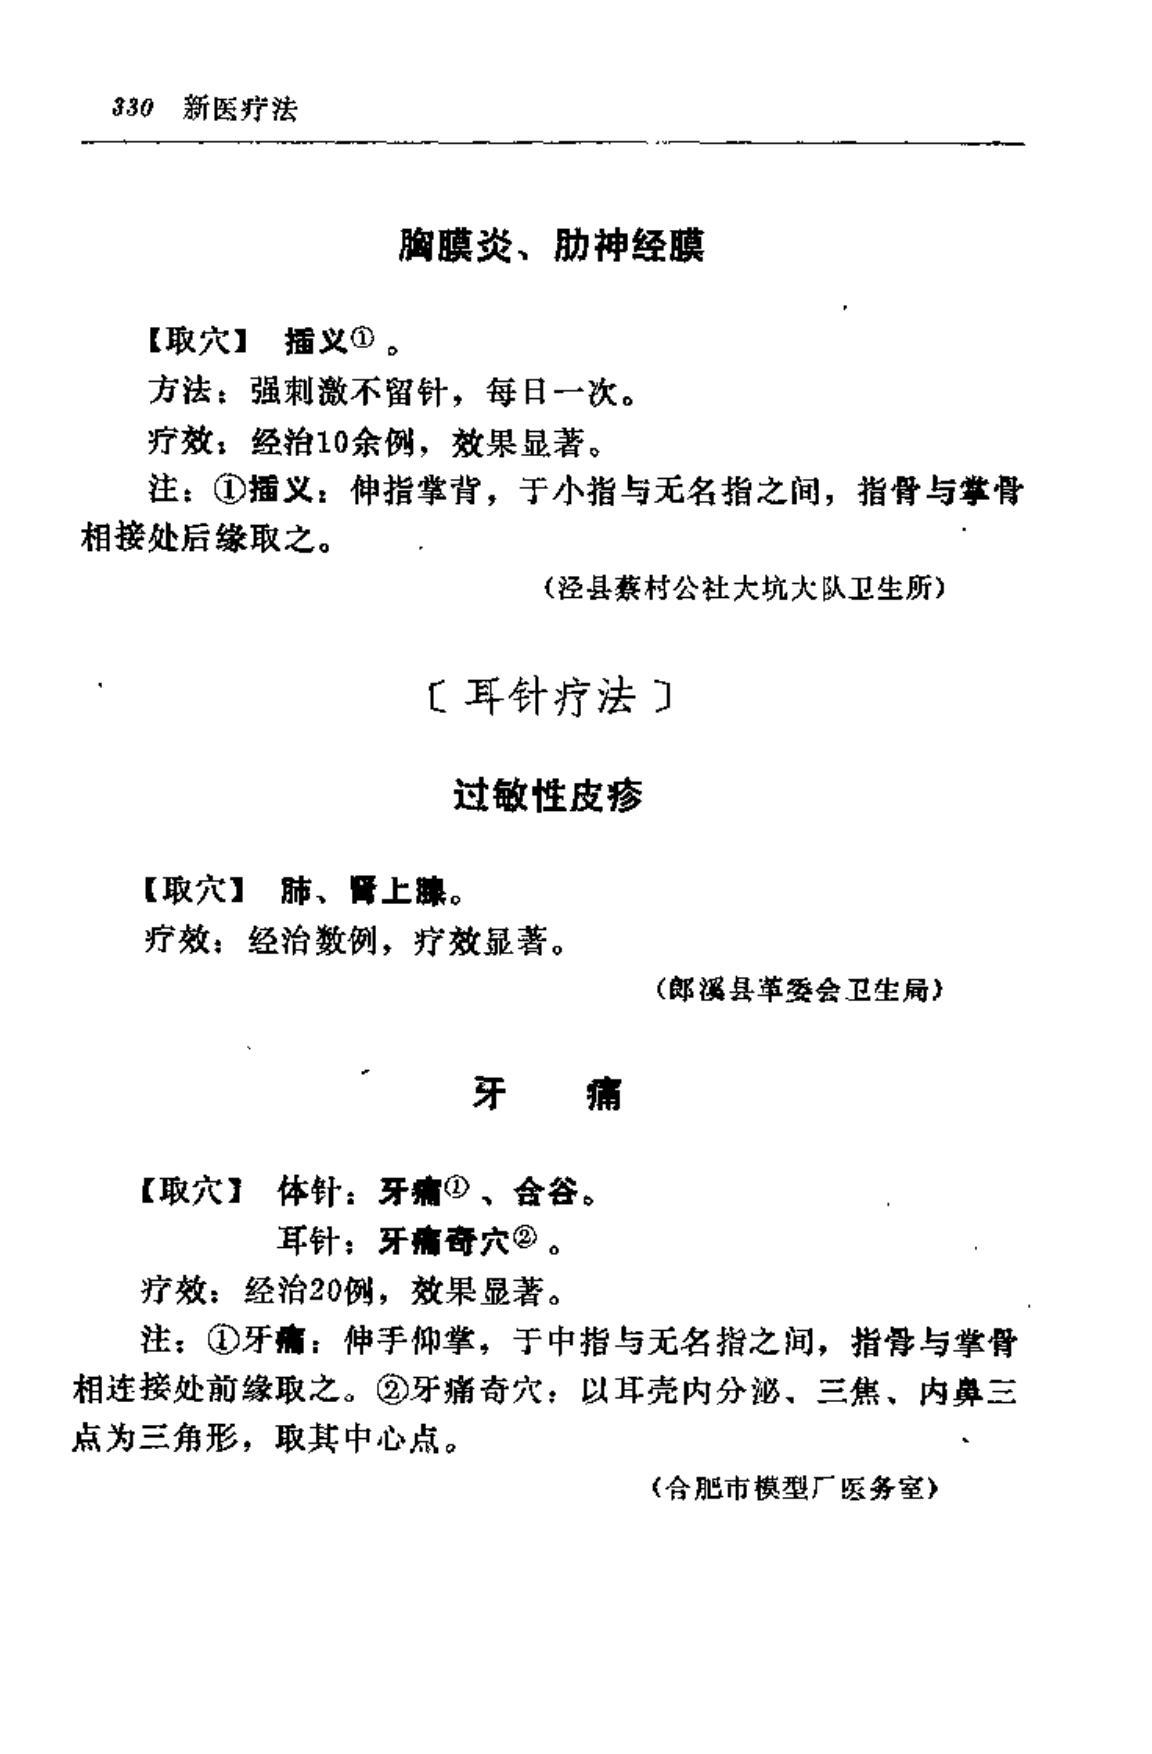 330 新医疗法
胸膜炎、肋神经膜
【取穴】 插义①。
方法：强刺激不留针，每日一次。
疗效：经治10余例，效果显著。
注：①插义：伸指掌背，于小指与无名指之间，指骨与掌骨
相接处后缘取之。
（泾县蔡村公社大坑大队卫生所）
〔耳针疗法〕
过敏性皮疹
【取穴】 肺、肾上腺。
疗效：经治数例，疗效显著。
（郎溪县革委会卫生局）
牙 痛
【取穴】 体针：牙痛①、合谷。
耳针：牙痛奇穴②。
疗效：经治20例，效果显著。
注：①牙痛：伸手仰掌，于中指与无名指之间，指骨与掌骨
相连接处前缘取之。②牙痛奇穴：以耳壳内分泌、三焦、内鼻三
点为三角形，取其中心点。
（合肥市模型厂医务室）